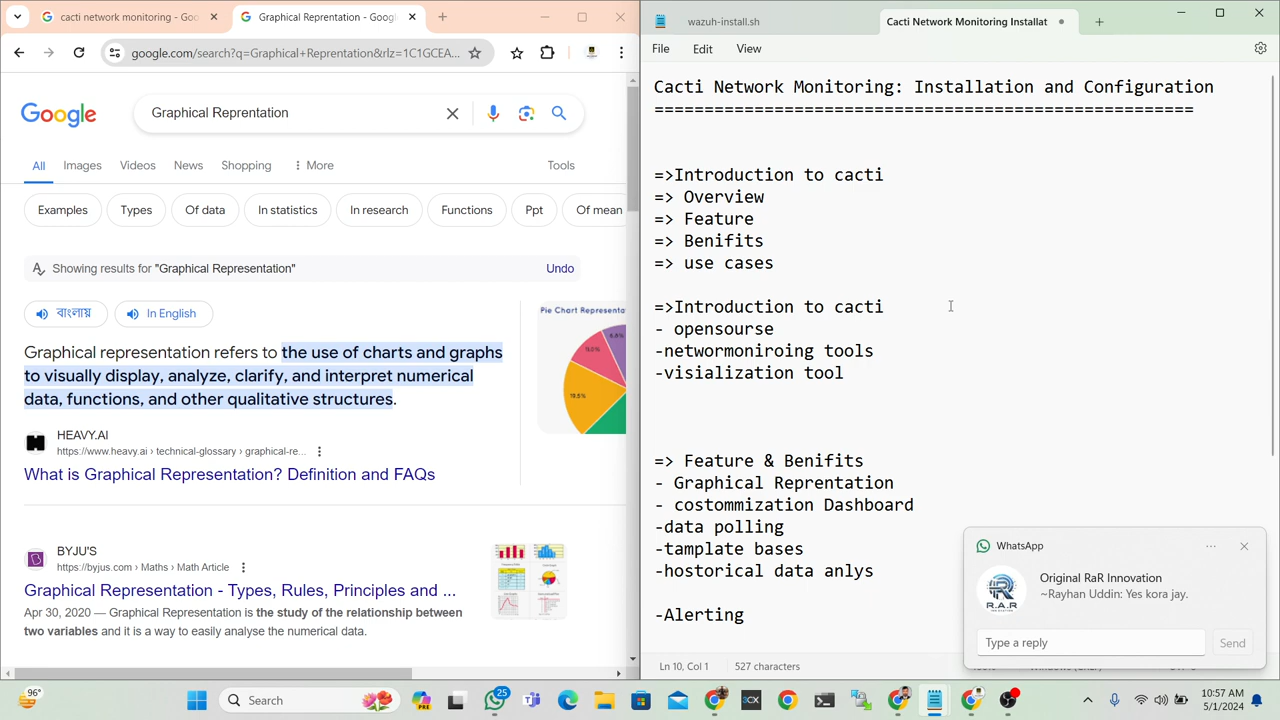 cacti network monitoring - Goo
Graphical Reprentation - Google
google.com/search?q=Graphical+Reprentation&rlz=1C1GCEA...
Google
Graphical Reprentation
All
Images
Videos
News
Shopping
More
Tools
Examples
Types
Of data
In statistics
In research
Functions
Ppt
Of mean
Showing results for "Graphical Representation"
Undo
বাংলায়
In English
Graphical representation refers to the use of charts and graphs
to visually display, analyze, clarify, and interpret numerical
data, functions, and other qualitative structures.
Pie Chart Representa
HEAVY.AI
https://www.heavy.ai › technical-glossary › graphical-re...
What is Graphical Representation? Definition and FAQs
BYJU'S
https://byjus.com › Maths › Math Article
Graphical Representation - Types, Rules, Principles and ...
Apr 30, 2020 — Graphical Representation is the study of the relationship between
two variables and it is a way to easily analyse the numerical data.
wazuh-install.sh
Cacti Network Monitoring Installat
File
Edit
View
Cacti Network Monitoring: Installation and Configuration
======================================================
=>Introduction to cacti
=> Overview
=> Feature
=> Benifits
=> use cases
=>Introduction to cacti
- opensourse
-networmoniroing tools
-visialization tool
=> Feature & Benifits
- Graphical Reprentation
- costommization Dashboard
-data polling
-tamplate bases
-hostorical data anlys
-Alerting
WhatsApp
Original RaR Innovation
~Rayhan Uddin: Yes kora jay.
R.A.R
Type a reply
Send
Ln 10, Col 1
527 characters
96°
Search
PRE
25
3CX
10:57 AM
5/1/2024